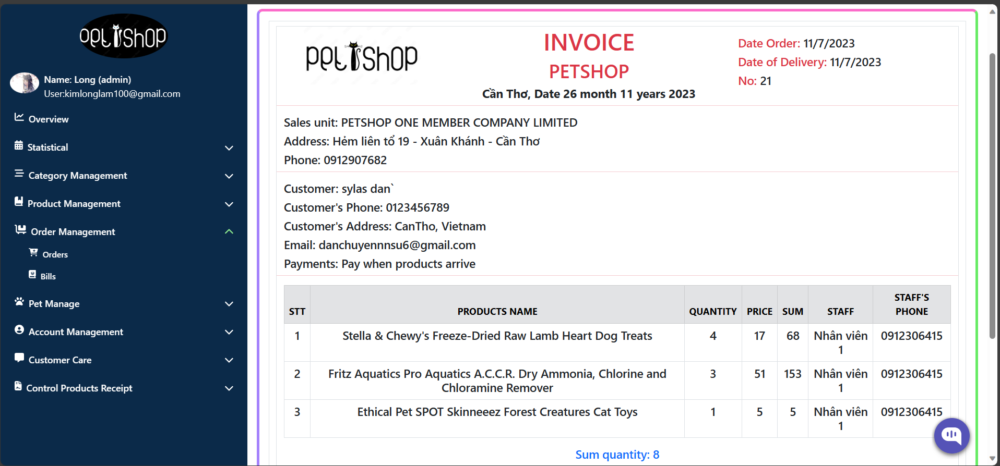 petshop
Name: Long (admin)
User:kimlonglam100@gmail.com
Overview
Statistical
Category Management
Product Management
Order Management
Orders
Bills
Pet Manage
Account Management
Customer Care
Control Products Receipt
petshop
INVOICE
PETSHOP
Cần Thơ, Date 26 month 11 years 2023
Date Order: 11/7/2023
Date of Delivery: 11/7/2023
No: 21
Sales unit: PETSHOP ONE MEMBER COMPANY LIMITED
Address: Hẻm liên tổ 19 - Xuân Khánh - Cần Thơ
Phone: 0912907682
Customer: sylas dan`
Customer's Phone: 0123456789
Customer's Address: CanTho, Vietnam
Email: danchuyennnsu6@gmail.com
Payments: Pay when products arrive
STT PRODUCTS NAME QUANTITY PRICE SUM STAFF STAFF'S PHONE
1 Stella & Chewy's Freeze-Dried Raw Lamb Heart Dog Treats 4 17 68 Nhân viên 1 0912306415
2 Fritz Aquatics Pro Aquatics A.C.C.R. Dry Ammonia, Chlorine and Chloramine Remover 3 51 153 Nhân viên 1 0912306415
3 Ethical Pet SPOT Skinneeez Forest Creatures Cat Toys 1 5 5 Nhân viên 1 0912306415
Sum quantity: 8